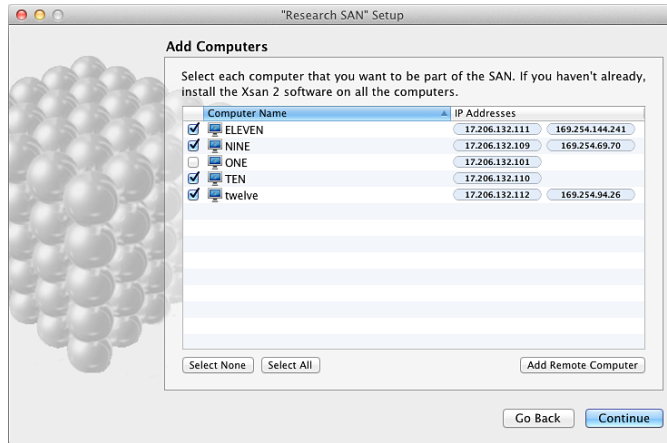 "Research SAN" Setup
Add Computers
Select each computer that you want to be part of the SAN. If you haven't already,
install the Xsan 2 software on all the computers.
Computer Name IP Addresses
ELEVEN 17.206.132.111 169.254.144.241
NINE 17.206.132.109 169.254.69.70
ONE 17.206.132.101
TEN 17.206.132.110
twelve 17.206.132.112 169.254.94.26
Select None Select All Add Remote Computer
Go Back Continue